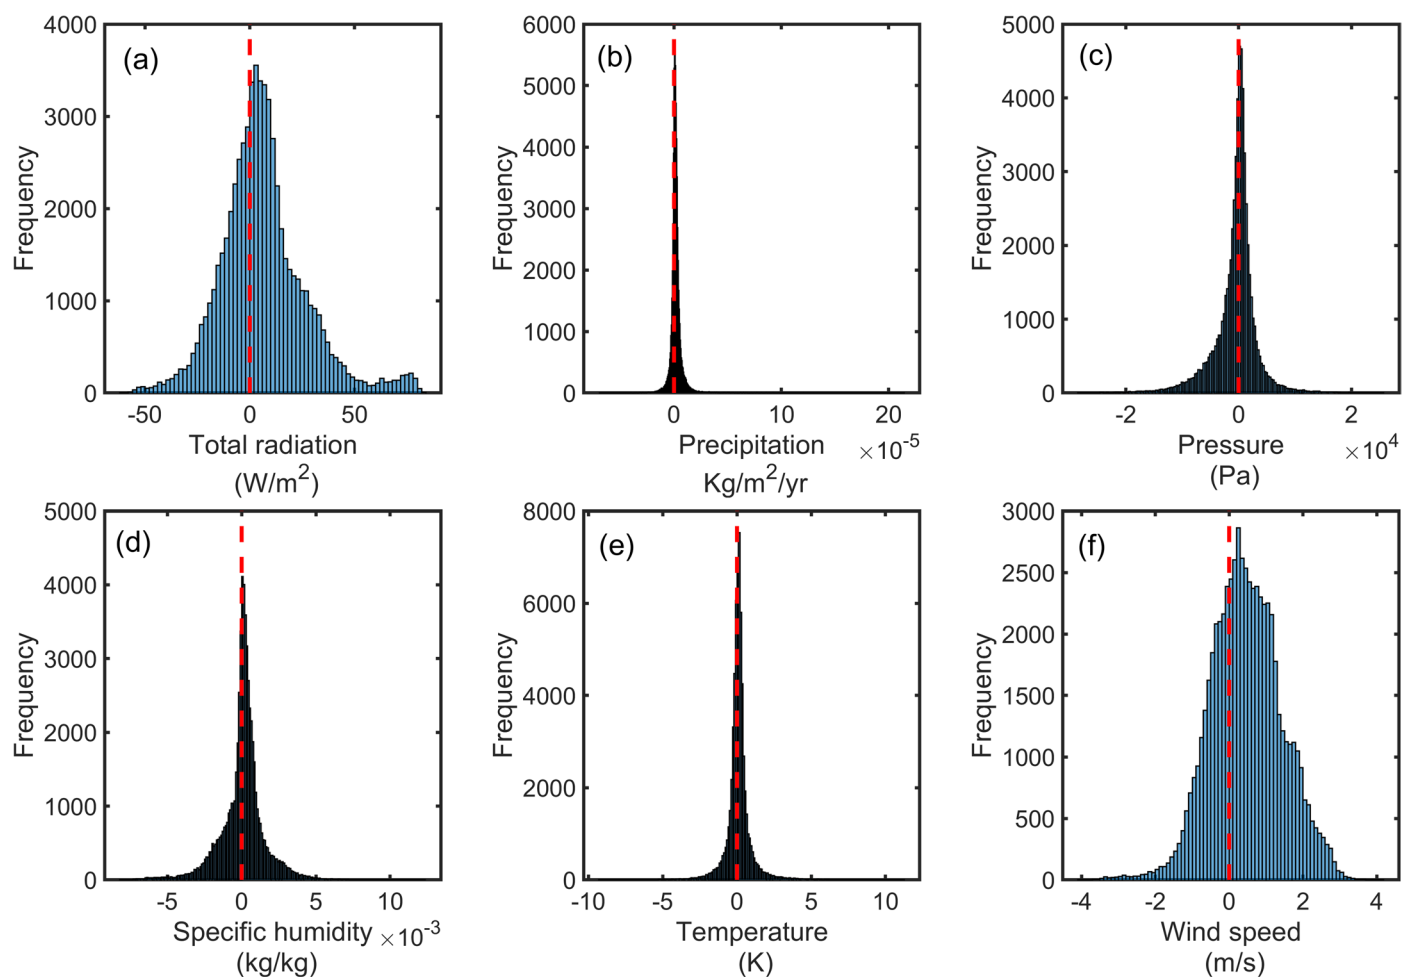 (a)
Frequency
4000
3000
2000
1000
0
-50 0 50
Total radiation
(W/m2)
(b)
Frequency
6000
5000
4000
3000
2000
1000
0
0 10 20
Precipitation ×10-5
Kg/m2/yr
(c)
Frequency
5000
4000
3000
2000
1000
0
-2 0 2
Pressure ×104
(Pa)
(d)
Frequency
5000
4000
3000
2000
1000
0
-5 0 5 10
Specific humidity ×10-3
(kg/kg)
(e)
Frequency
8000
6000
4000
2000
0
-10 -5 0 5 10
Temperature
(K)
(f)
Frequency
3000
2500
2000
1500
1000
500
0
-4 -2 0 2 4
Wind speed
(m/s)